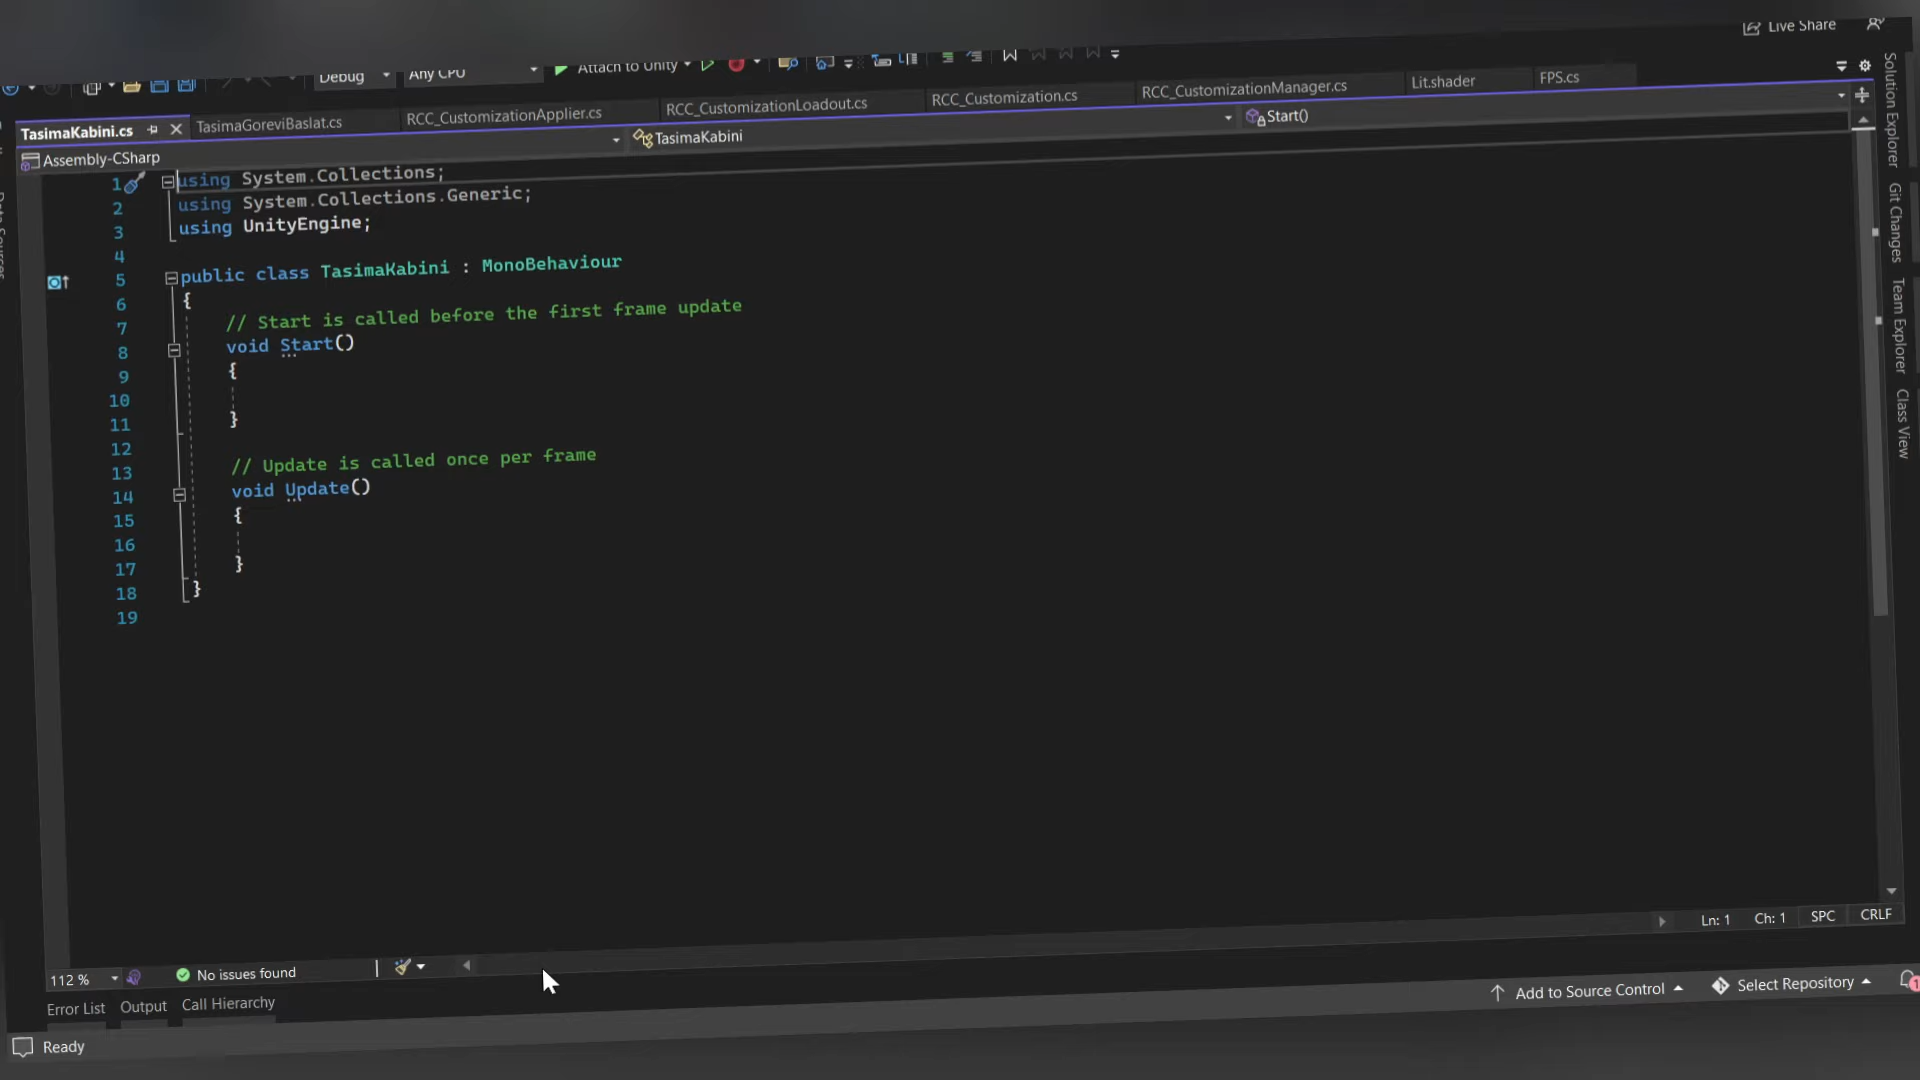 Live Share
Debug Any CPU Attach to Unity
TasimaKabini.cs TasimaGoreviBaslat.cs RCC_CustomizationApplier.cs RCC_CustomizationLoadout.cs RCC_Customization.cs RCC_CustomizationManager.cs Lit.shader FPS.cs
Assembly-CSharp TasimaKabini Start()
1 using System.Collections;
2 using System.Collections.Generic;
3 using UnityEngine;
4
5 public class TasimaKabini : MonoBehaviour
6 {
7 // Start is called before the first frame update
8 void Start()
9 {
10
11 }
12
13 // Update is called once per frame
14 void Update()
15 {
16
17 }
18 }
19
Solution Explorer
Git Changes
Team Explorer
Class View
112 % No issues found Ln: 1 Ch: 1 SPC CRLF
Error List Output Call Hierarchy
Add to Source Control Select Repository 1
Ready